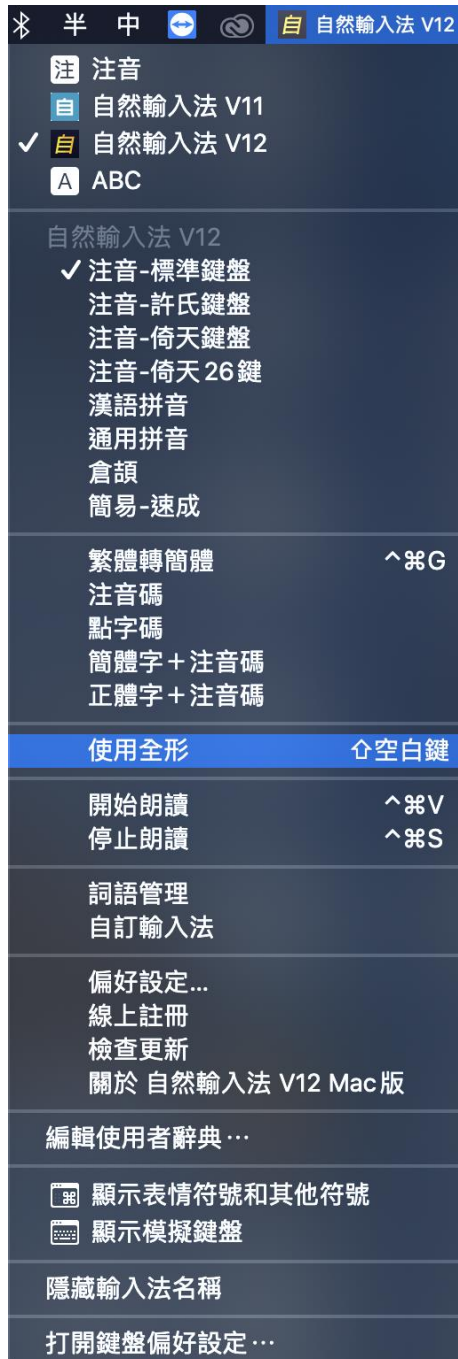 半 中 自 自然輸入法 V12
注 注音
自 自然輸入法 V11
✓ 自 自然輸入法 V12
A ABC
自然輸入法 V12
✓ 注音-標準鍵盤
注音-許氏鍵盤
注音-倚天鍵盤
注音-倚天26鍵
漢語拼音
通用拼音
倉頡
簡易-速成
繁體轉簡體 ^⌘G
注音碼
點字碼
簡體字＋注音碼
正體字＋注音碼
使用全形 ⇧空白鍵
開始朗讀 ^⌘V
停止朗讀 ^⌘S
詞語管理
自訂輸入法
偏好設定...
線上註冊
檢查更新
關於 自然輸入法 V12 Mac版
編輯使用者辭典⋯
顯示表情符號和其他符號
顯示模擬鍵盤
隱藏輸入法名稱
打開鍵盤偏好設定⋯